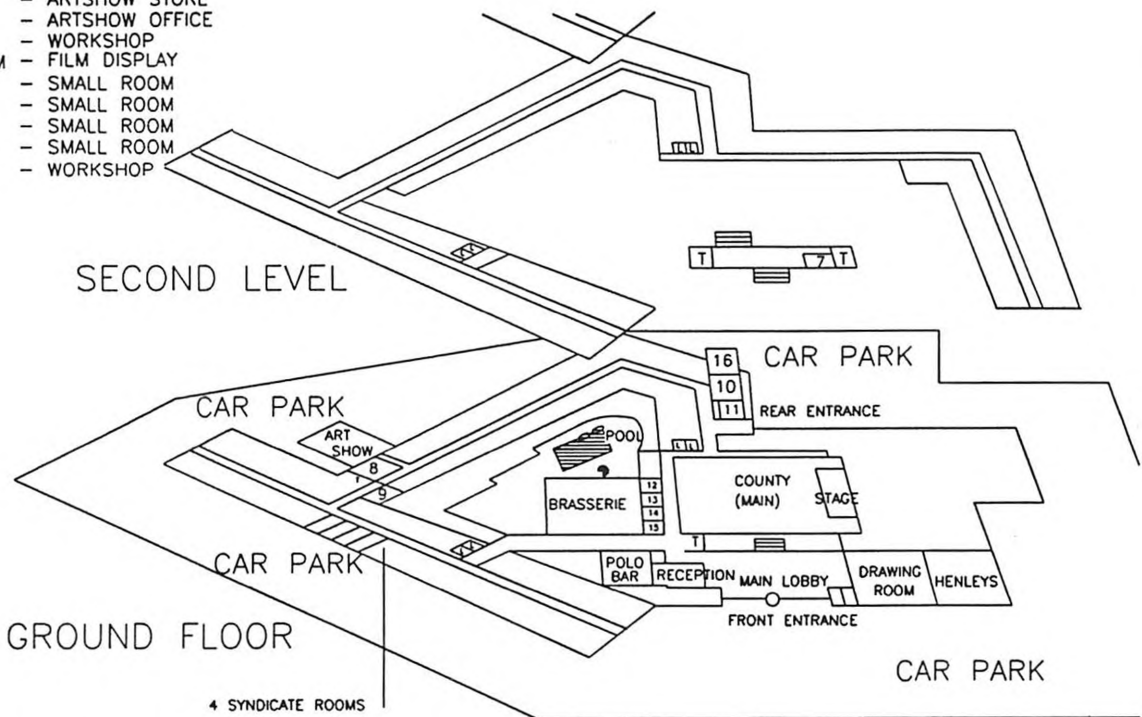 – ARTSHOW STORE
– ARTSHOW OFFICE
– WORKSHOP
M – FILM DISPLAY
– SMALL ROOM
– SMALL ROOM
– SMALL ROOM
– SMALL ROOM
– WORKSHOP
L L
T
7
T
SECOND LEVEL
16
CAR PARK
10
11
REAR ENTRANCE
CAR PARK
ART
SHOW
8
9
POOL
L L
BRASSERIE
12
13
14
15
COUNTY
(MAIN)
STAGE
CAR PARK
T
POLO
BAR
RECEPTION
MAIN LOBBY
DRAWING
ROOM
HENLEYS
FRONT ENTRANCE
GROUND FLOOR
CAR PARK
4 SYNDICATE ROOMS